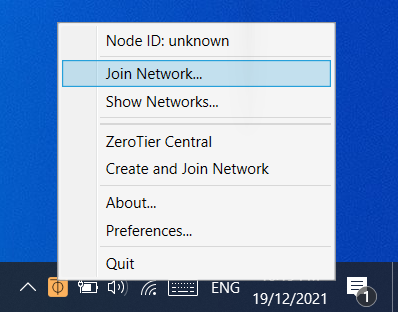 Node ID: unknown
Join Network...
Show Networks...
ZeroTier Central
Create and Join Network
About...
Preferences...
Quit
ENG
19/12/2021
1